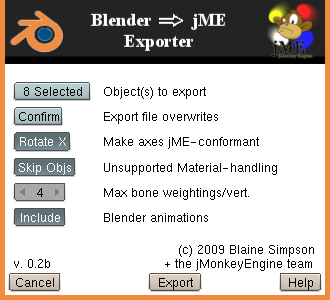 Blender => jME
Exporter
jME
8 Selected Object(s) to export
Confirm Export file overwrites
Rotate X Make axes jME-conformant
Skip Objs Unsupported Material-handling
4 Max bone weightings/vert.
Include Blender animations
(c) 2009 Blaine Simpson
v. 0.2b + the jMonkeyEngine team
Cancel Export Help